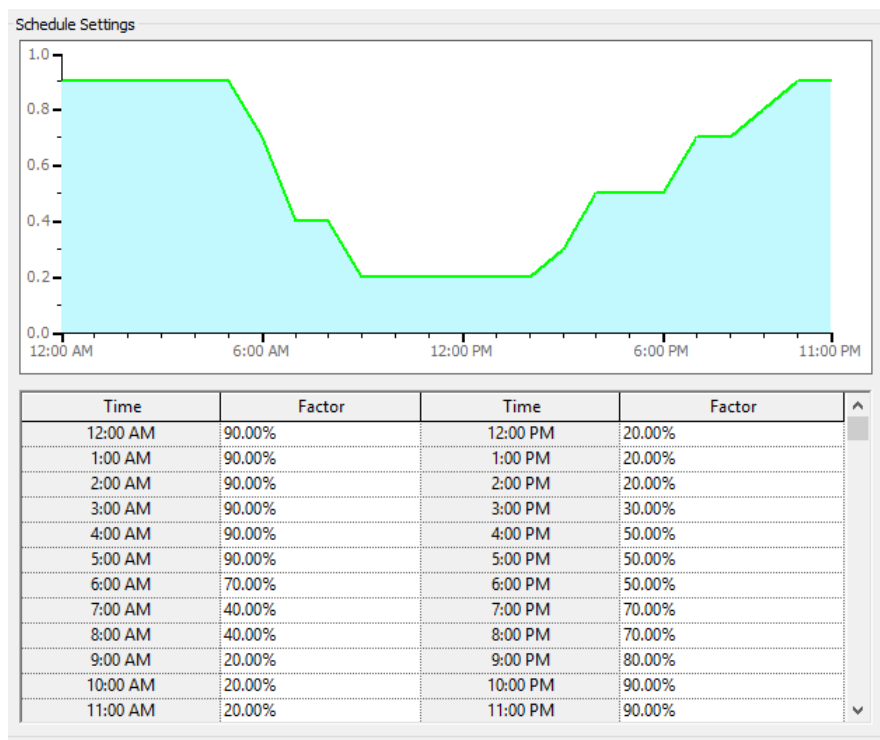 Schedule Settings
1.0
0.8
0.6
0.4
0.2
0.0
12:00 AM 6:00 AM 12:00 PM 6:00 PM 11:00 PM
Time Factor Time Factor
12:00 AM 90.00% 12:00 PM 20.00%
1:00 AM 90.00% 1:00 PM 20.00%
2:00 AM 90.00% 2:00 PM 20.00%
3:00 AM 90.00% 3:00 PM 30.00%
4:00 AM 90.00% 4:00 PM 50.00%
5:00 AM 90.00% 5:00 PM 50.00%
6:00 AM 70.00% 6:00 PM 50.00%
7:00 AM 40.00% 7:00 PM 70.00%
8:00 AM 40.00% 8:00 PM 70.00%
9:00 AM 20.00% 9:00 PM 80.00%
10:00 AM 20.00% 10:00 PM 90.00%
11:00 AM 20.00% 11:00 PM 90.00%